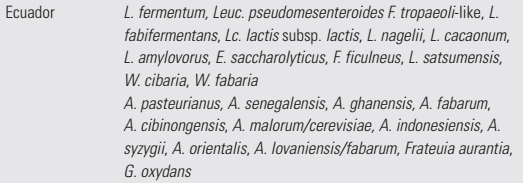 Ecuador L. fermentum, Leuc. pseudomesenteroides F. tropaeoli-like, L.
fabifermentans, Lc. lactis subsp. lactis, L. nagelii, L. cacaonum,
L. amylovorus, E. saccharolyticus, F. ficulneus, L. satsumensis,
W. cibaria, W. fabaria
A. pasteurianus, A. senegalensis, A. ghanensis, A. fabarum,
A. cibinongensis, A. malorum/cerevisiae, A. indonesiensis, A.
syzygii, A. orientalis, A. lovaniensis/fabarum, Frateuia aurantia,
G. oxydans